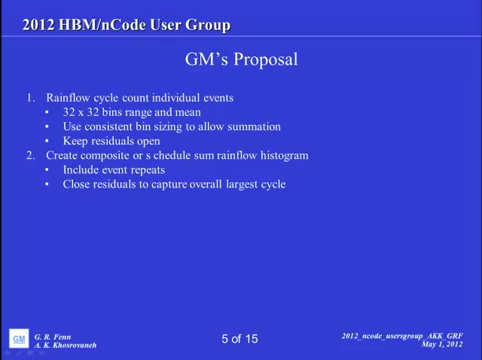 2012 HBM/nCode User Group
GM's Proposal
1. Rainflow cycle count individual events
• 32 x 32 bins range and mean
• Use consistent bin sizing to allow summation
• Keep residuals open
2. Create composite or s chedule sum rainflow histogram
• Include event repeats
• Close residuals to capture overall largest cycle
GM
G. R. Fenn
A. K. Khosrovaneh
5 of 15
2012_ncode_usersgroup_AKK_GRF
May 1, 2012